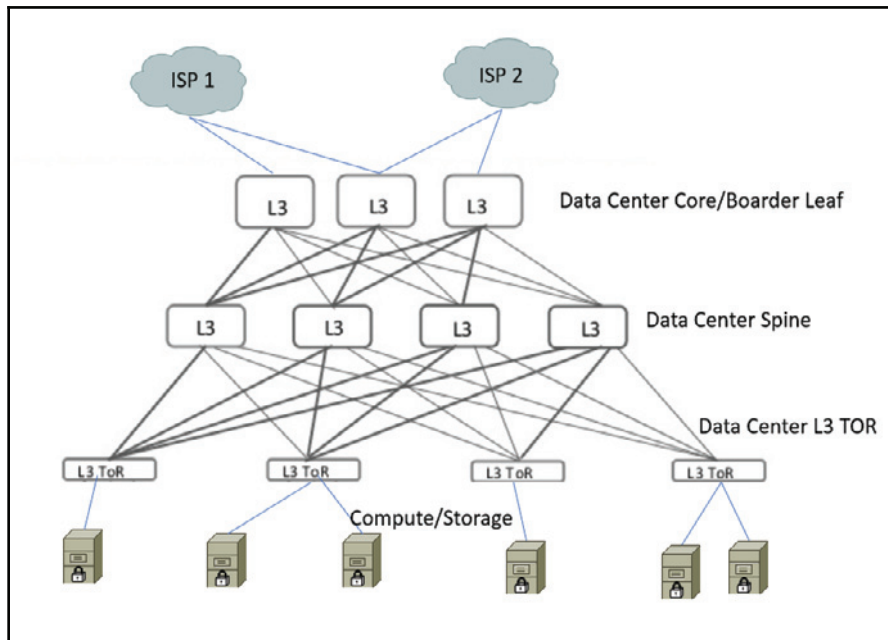 ISP 1
ISP 2
L3
L3
L3
Data Center Core/Boarder Leaf
L3
L3
L3
L3
Data Center Spine
Data Center L3 TOR
L3 ToR
L3 ToR
L3 ToR
L3 ToR
Compute/Storage